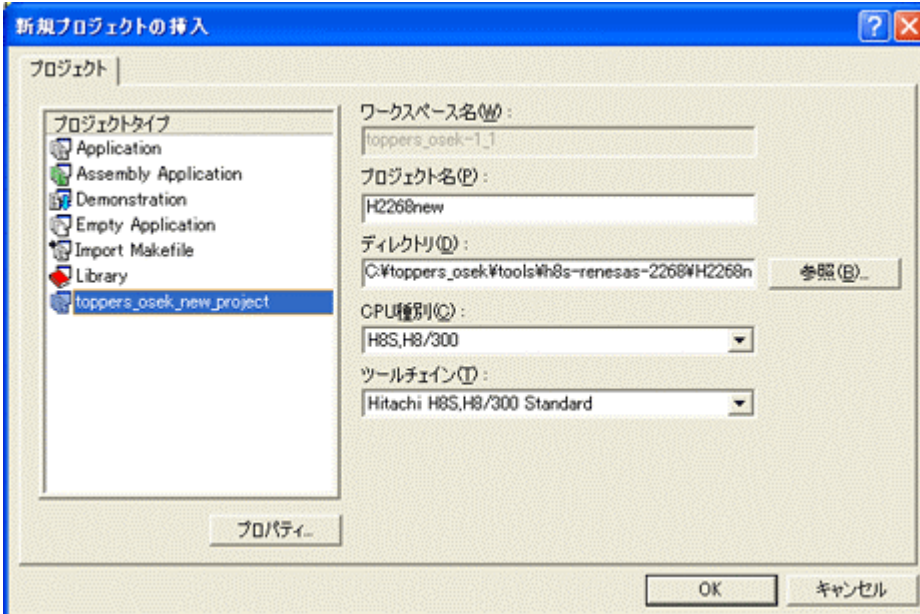 新規プロジェクトの挿入
プロジェクト
プロジェクトタイプ
Application
Assembly Application
Demonstration
Empty Application
Import Makefile
Library
toppers_osek_new_project
プロパティ...
ワークスペース名(W):
toppers_osek-1_1
プロジェクト名(P):
H2268new
ディレクトリ(D):
C:¥toppers_osek¥tools¥h8s-renesas-2268¥H2268n
参照(B)...
CPU種別(C):
H8S,H8/300
ツールチェイン(T):
Hitachi H8S,H8/300 Standard
OK
キャンセル